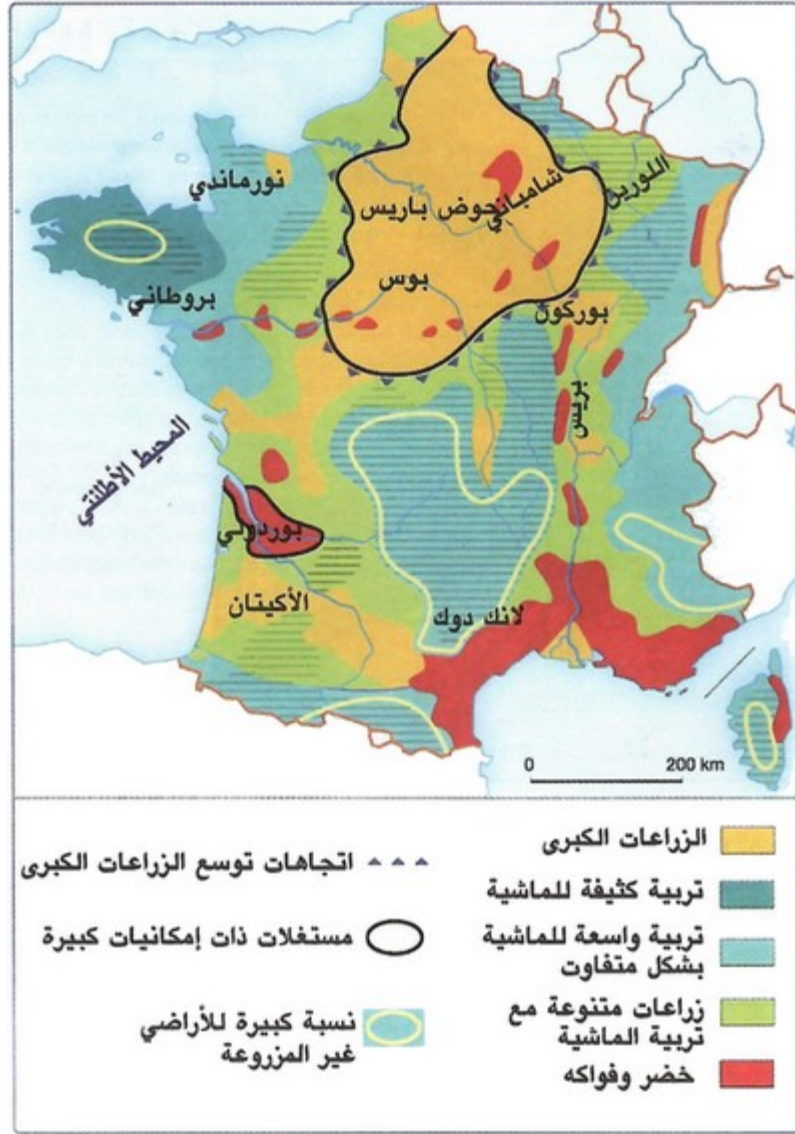 نورماندي
شامباني
اللورين
حوض باريس
بروطاني
بوس
بوركون
بريس
المحيط الأطلنتي
بوردولي
الأكيتان
لانك دوك
0 200 km
الزراعات الكبرى
تربية كثيفة للماشية
تربية واسعة للماشية
بشكل متفاوت
زراعات متنوعة مع
تربية الماشية
خضر وفواكه
اتجاهات توسع الزراعات الكبرى
مستغلات ذات إمكانيات كبيرة
نسبة كبيرة للأراضي
غير المزروعة